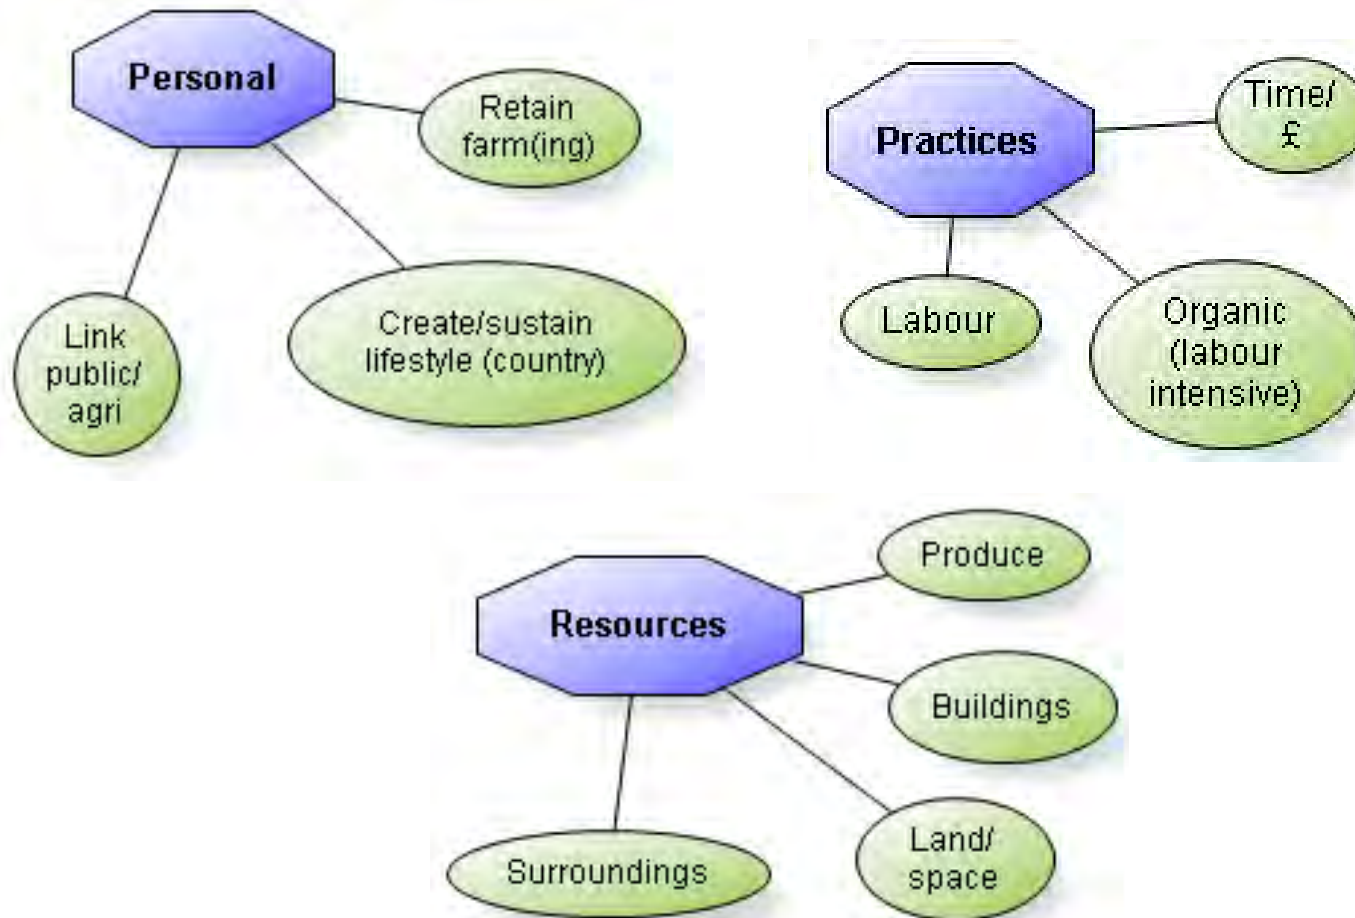 Personal
Retain
farm(ing)
Create/sustain
lifestyle (country)
Link
public/
agri
Practices
Time/
£
Organic
(labour
intensive)
Labour
Resources
Produce
Buildings
Land/
space
Surroundings